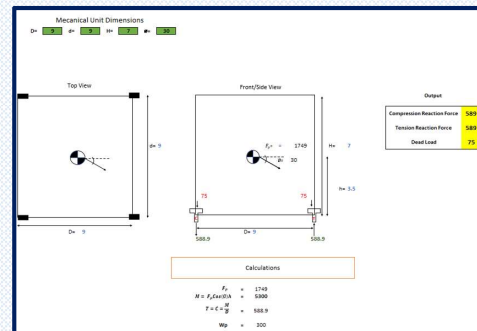 Mecanical Unit Dimensions
D= 9 d= 9 H= 7 ø= 30
Top View
Front/Side View
Output
Compression Reaction Force 589
Tension Reaction Force 589
Dead Load 75
d= 9
Fₚ= = 1749
ø= 30
H= 7
h= 3.5
75 75
D= 9
D= 9
588.9 588.9
Calculations
Fₚ = 1749
= 5300
T = C = M/D = 588.9
Wp = 300